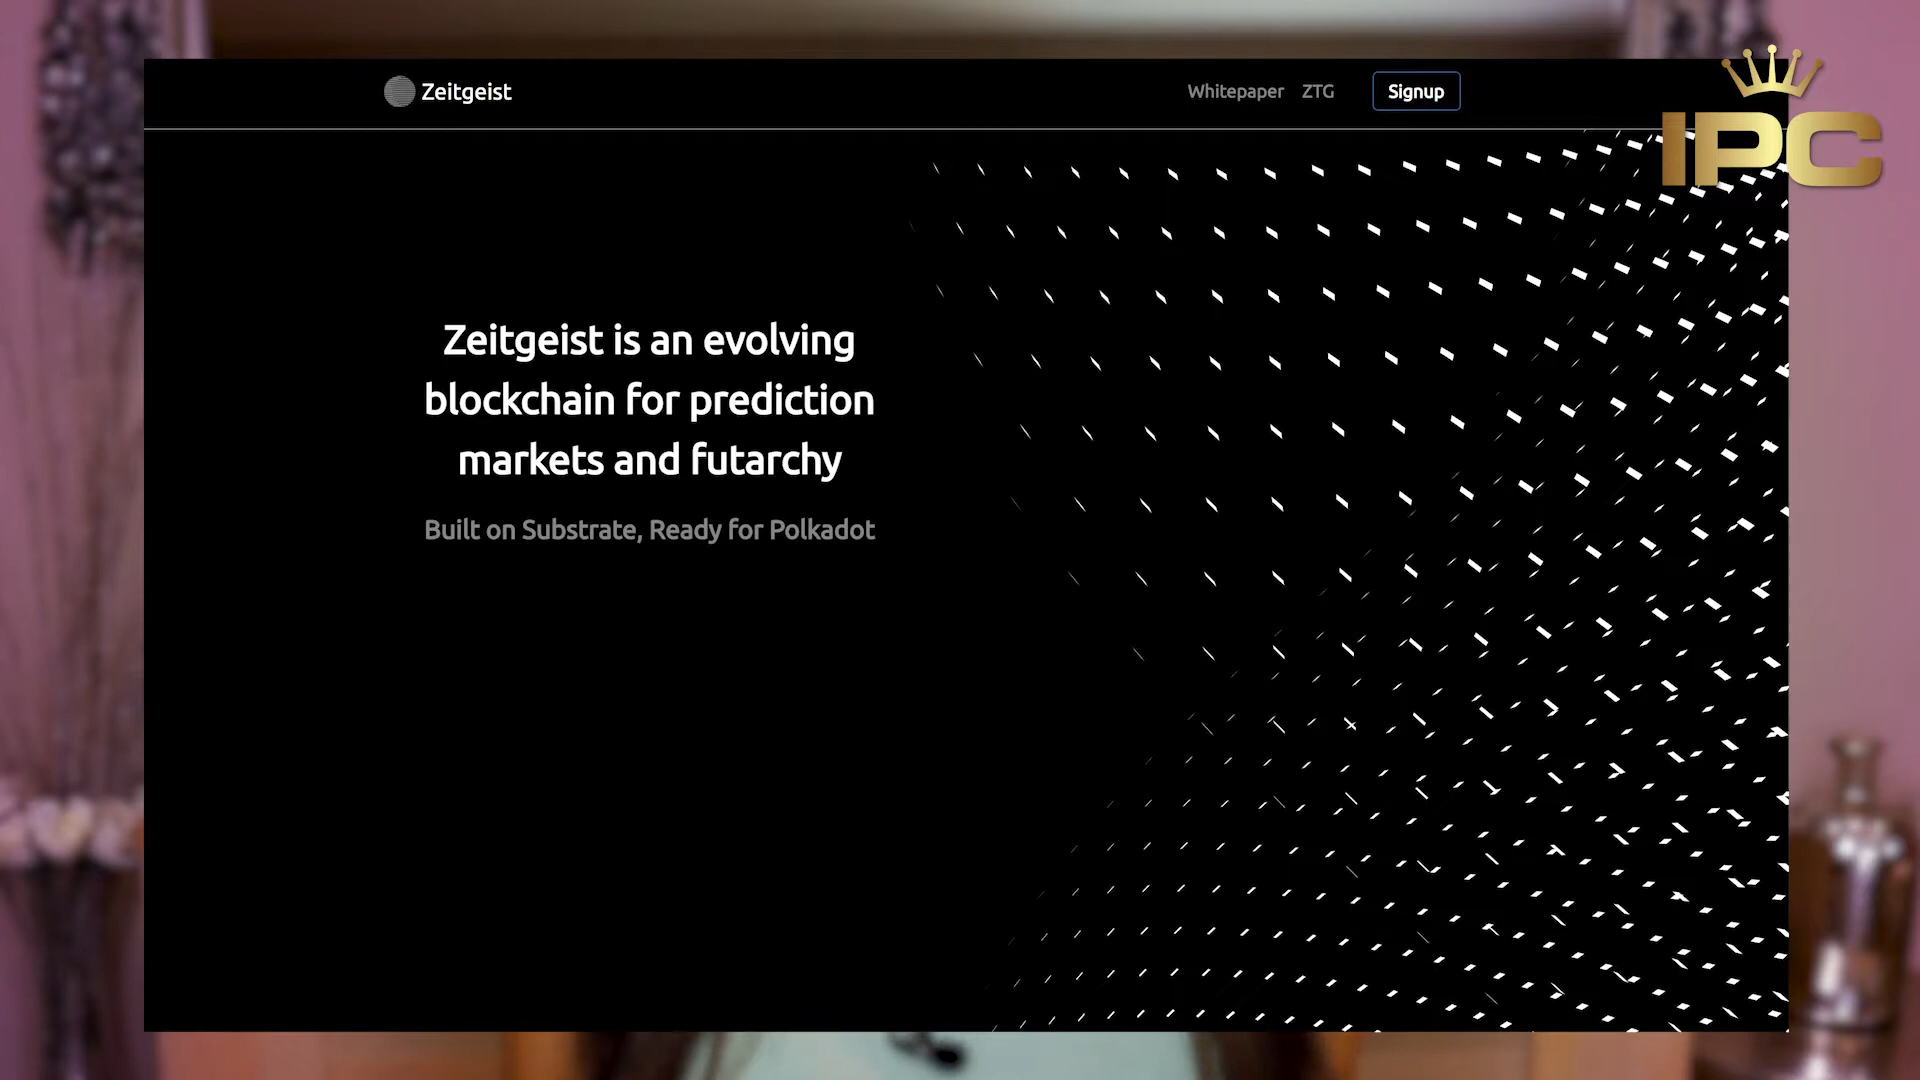 Zeitgeist
Whitepaper ZTG Signup
IPC
Zeitgeist is an evolving
blockchain for prediction
markets and futarchy
Built on Substrate, Ready for Polkadot